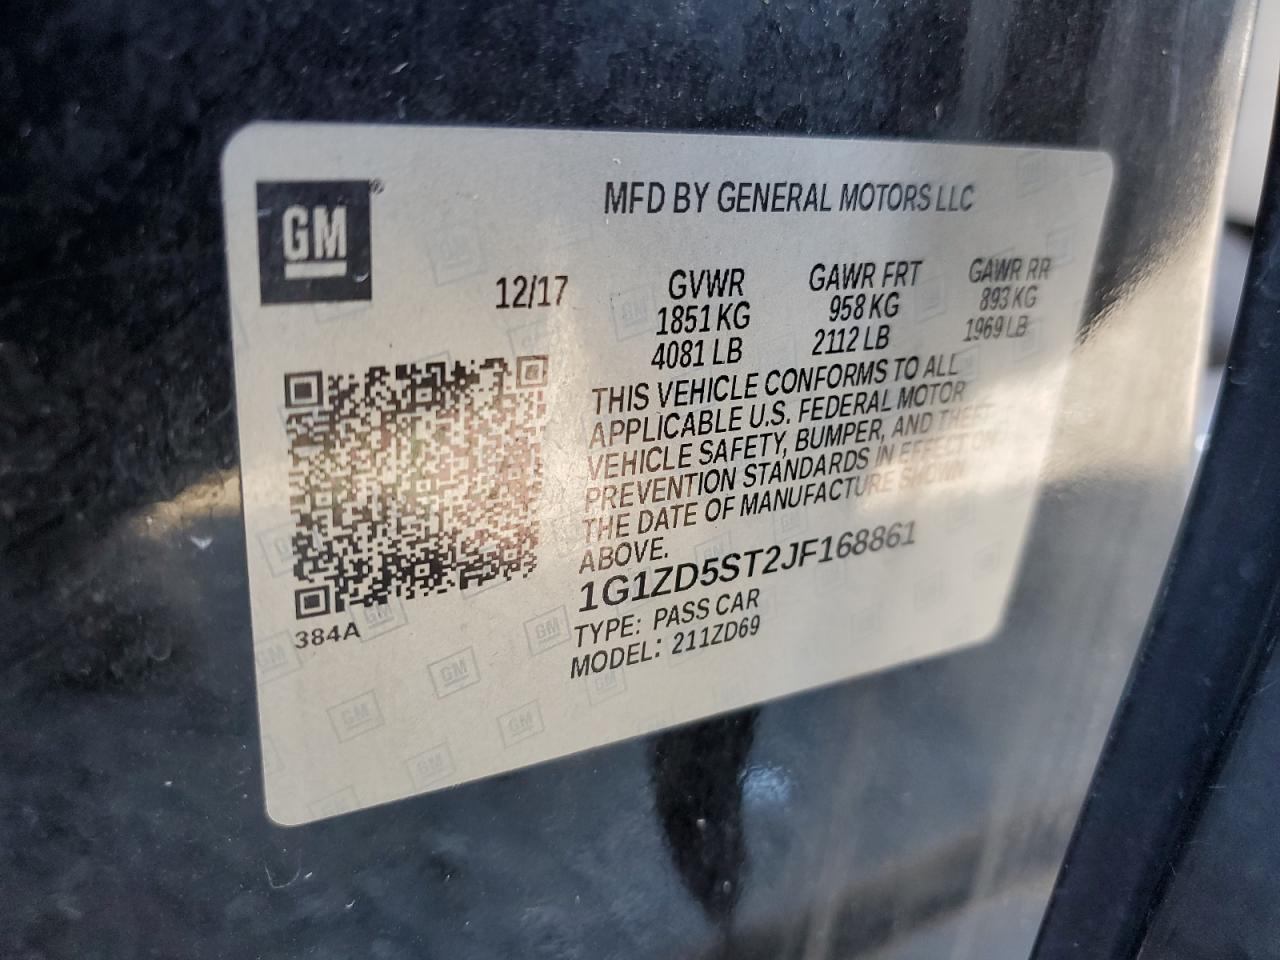 GM
MFD BY GENERAL MOTORS LLC
12/17
GVWR GAWR FRT GAWR RR
1851 KG 958 KG 893 KG
4081 LB 2112 LB 1969 LB
THIS VEHICLE CONFORMS TO ALL
APPLICABLE U.S. FEDERAL MOTOR
VEHICLE SAFETY, BUMPER, AND THEFT
PREVENTION STANDARDS IN EFFECT ON
THE DATE OF MANUFACTURE SHOWN
ABOVE.
1G1ZD5ST2JF168861
TYPE: PASS CAR
MODEL: 211ZD69
384A